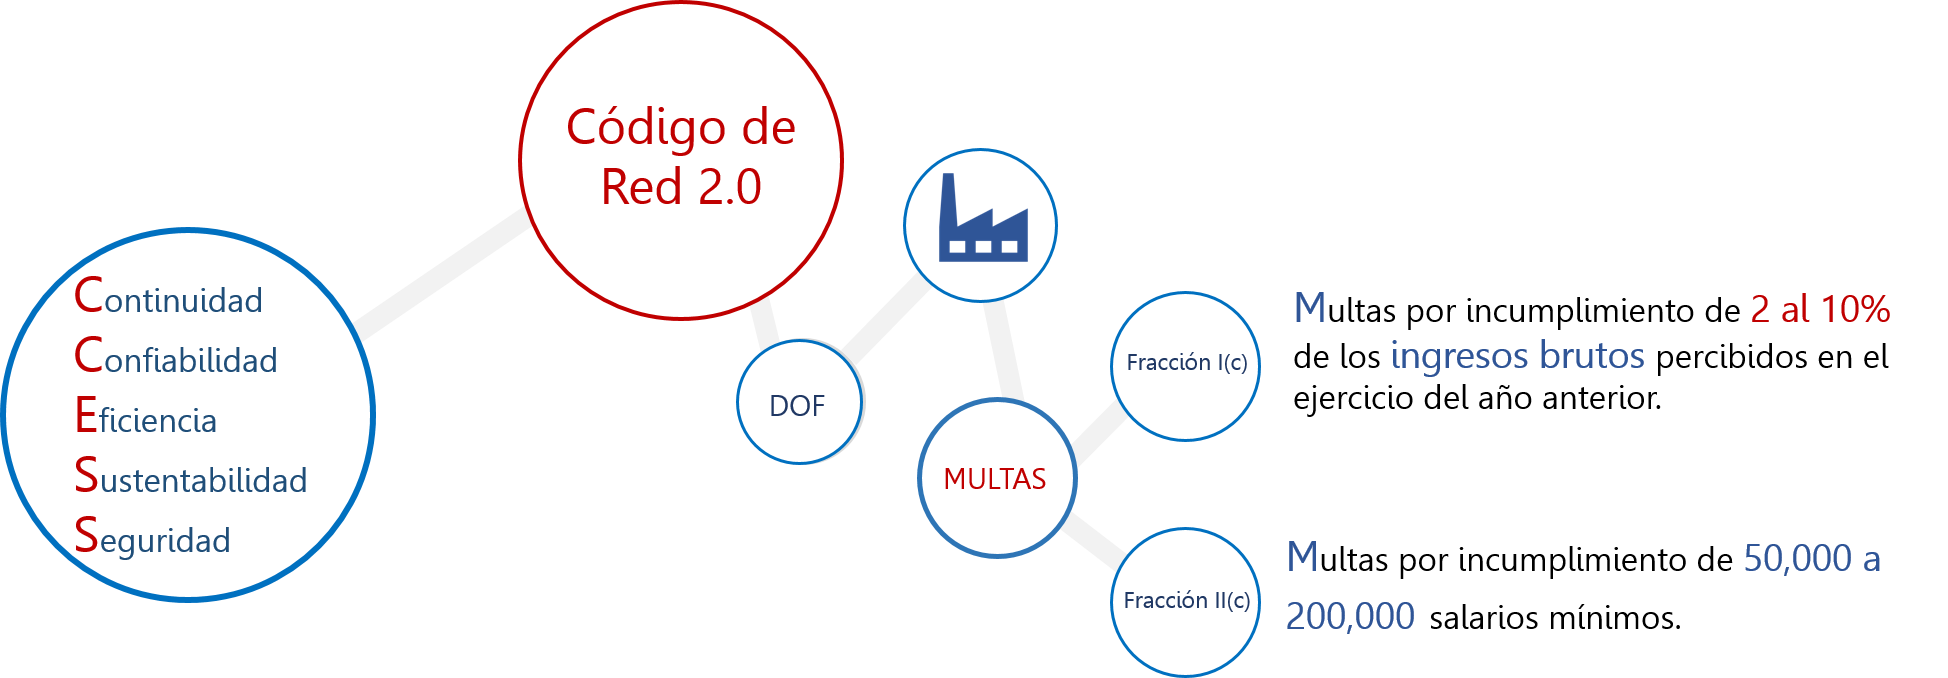 Código de
Red 2.0
Continuidad
Confiabilidad
Eficiencia
Sustentabilidad
Seguridad
DOF
MULTAS
Fracción I(c)
Multas por incumplimiento de 2 al 10%
de los ingresos brutos percibidos en el
ejercicio del año anterior.
Fracción II(c)
Multas por incumplimiento de 50,000 a
200,000 salarios mínimos.